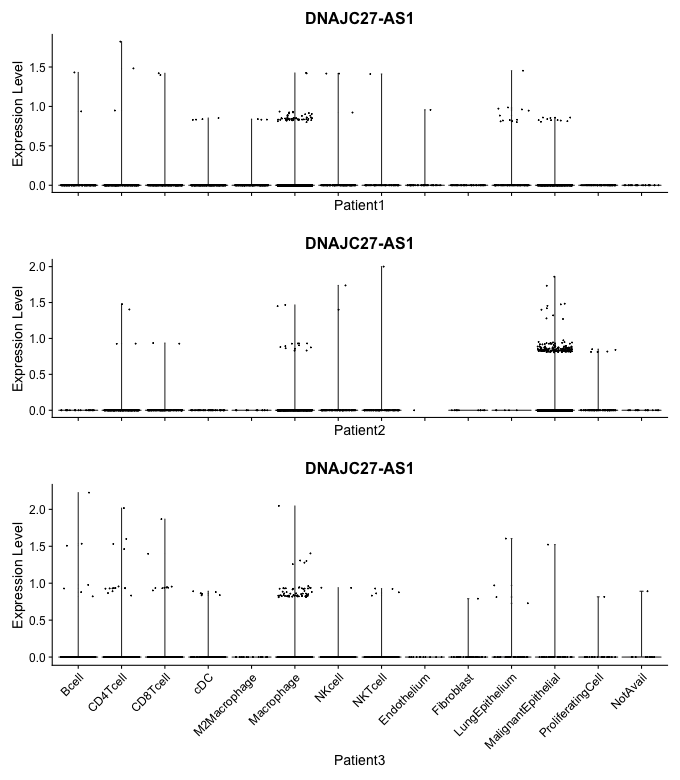 DNAJC27-AS1
Expression Level
1.5
1.0
0.5
0.0
Patient1
DNAJC27-AS1
Expression Level
2.0
1.5
1.0
0.5
0.0
Patient2
DNAJC27-AS1
Expression Level
2.0
1.5
1.0
0.5
0.0
Bcell
CD4Tcell
CD8Tcell
cDC
M2Macrophage
Macrophage
NKcell
NKTcell
Endothelium
Fibroblast
LungEpithelium
MalignantEpithelial
ProliferatingCell
NotAvail
Patient3